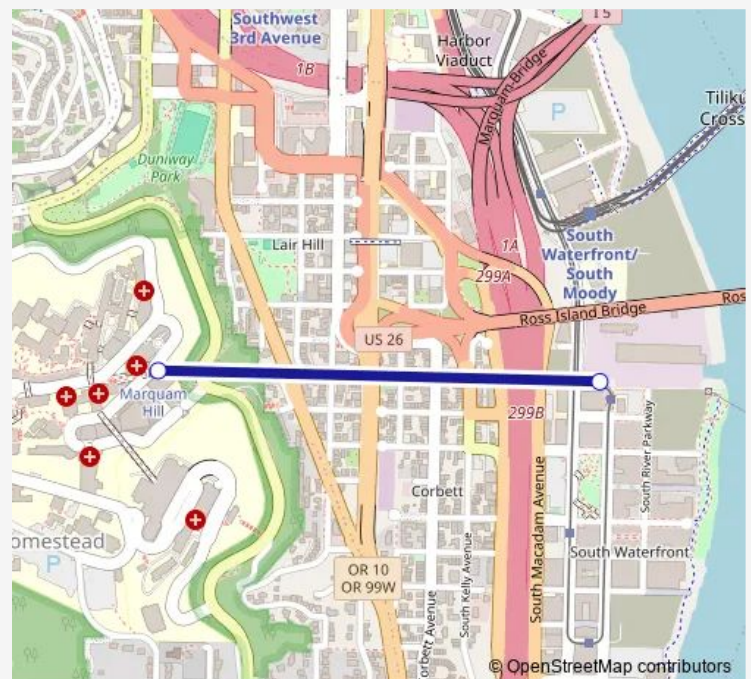 Southwest
3rd Avenue
I 5
Harbor
Viaduct
1B
Marquam Bridge
P
Tiliku
Cross
Duniway
Park
Lair Hill
1A
South
Waterfront/
South
Moody
299A
Ross Island Bridge
Ros
US 26
Marquam
Hill
299B
South River Parkway
Corbett
South Macadam Avenue
omestead
P
South Kelly Avenue
South Waterfront
OR 10
OR 99W
orbett Avenue
© OpenStreetMap contributors